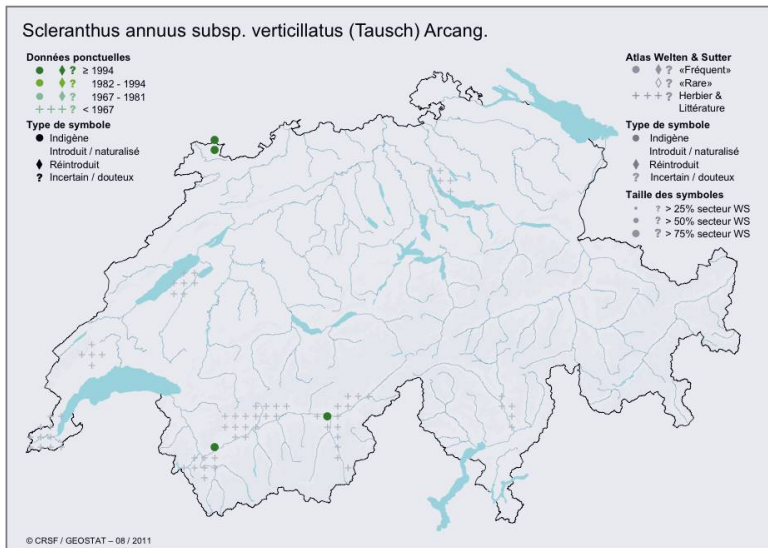 Scleranthus annuus subsp. verticillatus (Tausch) Arcang.
Données ponctuelles
? ≥ 1994
? 1982 - 1994
? 1967 - 1981
+++? < 1967
Type de symbole
Indigène
Introduit / naturalisé
Réintroduit
? Incertain / douteux
Atlas Welten & Sutter
? «Fréquent»
? «Rare»
+++? Herbier &
Littérature
Type de symbole
Indigène
Introduit / naturalisé
Réintroduit
? Incertain / douteux
Taille des symboles
? > 25% secteur WS
? > 50% secteur WS
? > 75% secteur WS
© CRSF / GEOSTAT – 08 / 2011